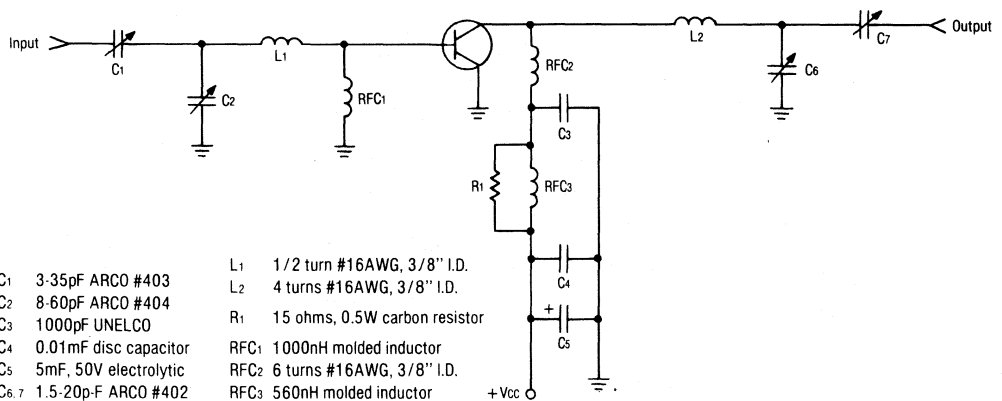 Input
C1
C2
L1
RFC1
RFC2
C3
R1
RFC3
C4
+
C5
+Vcc
L2
C6
C7
Output
C1 3-35pF ARCO #403
C2 8-60pF ARCO #404
C3 1000pF UNELCO
C4 0.01mF disc capacitor
C5 5mF, 50V electrolytic
C6. 7 1.5-20p-F ARCO #402
L1 1/2 turn #16AWG, 3/8" I.D.
L2 4 turns #16AWG, 3/8" I.D.
R1 15 ohms, 0.5W carbon resistor
RFC1 1000nH molded inductor
RFC2 6 turns #16AWG, 3/8" I.D.
RFC3 560nH molded inductor